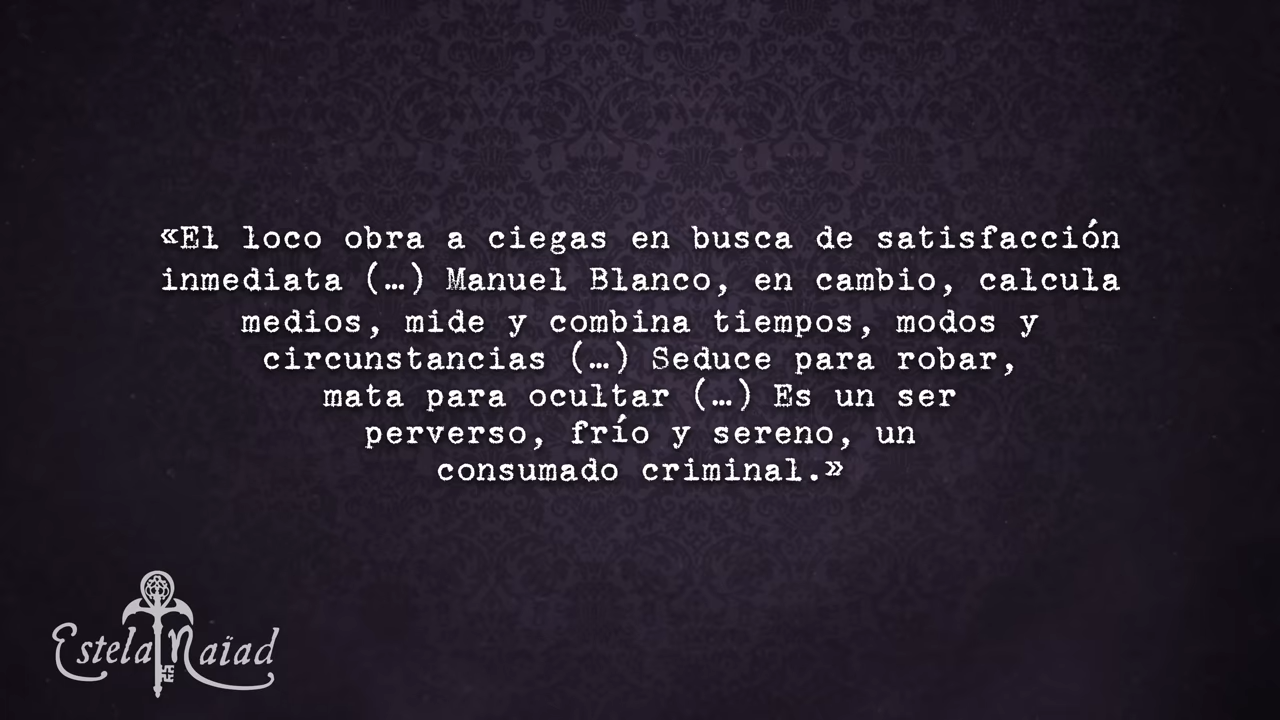 «El loco obra a ciegas en busca de satisfacción
inmediata (…) Manuel Blanco, en cambio, calcula
medios, mide y combina tiempos, modos y
circunstancias (…) Seduce para robar,
mata para ocultar (…) Es un ser
perverso, frío y sereno, un
consumado criminal.»
Estela Naïad